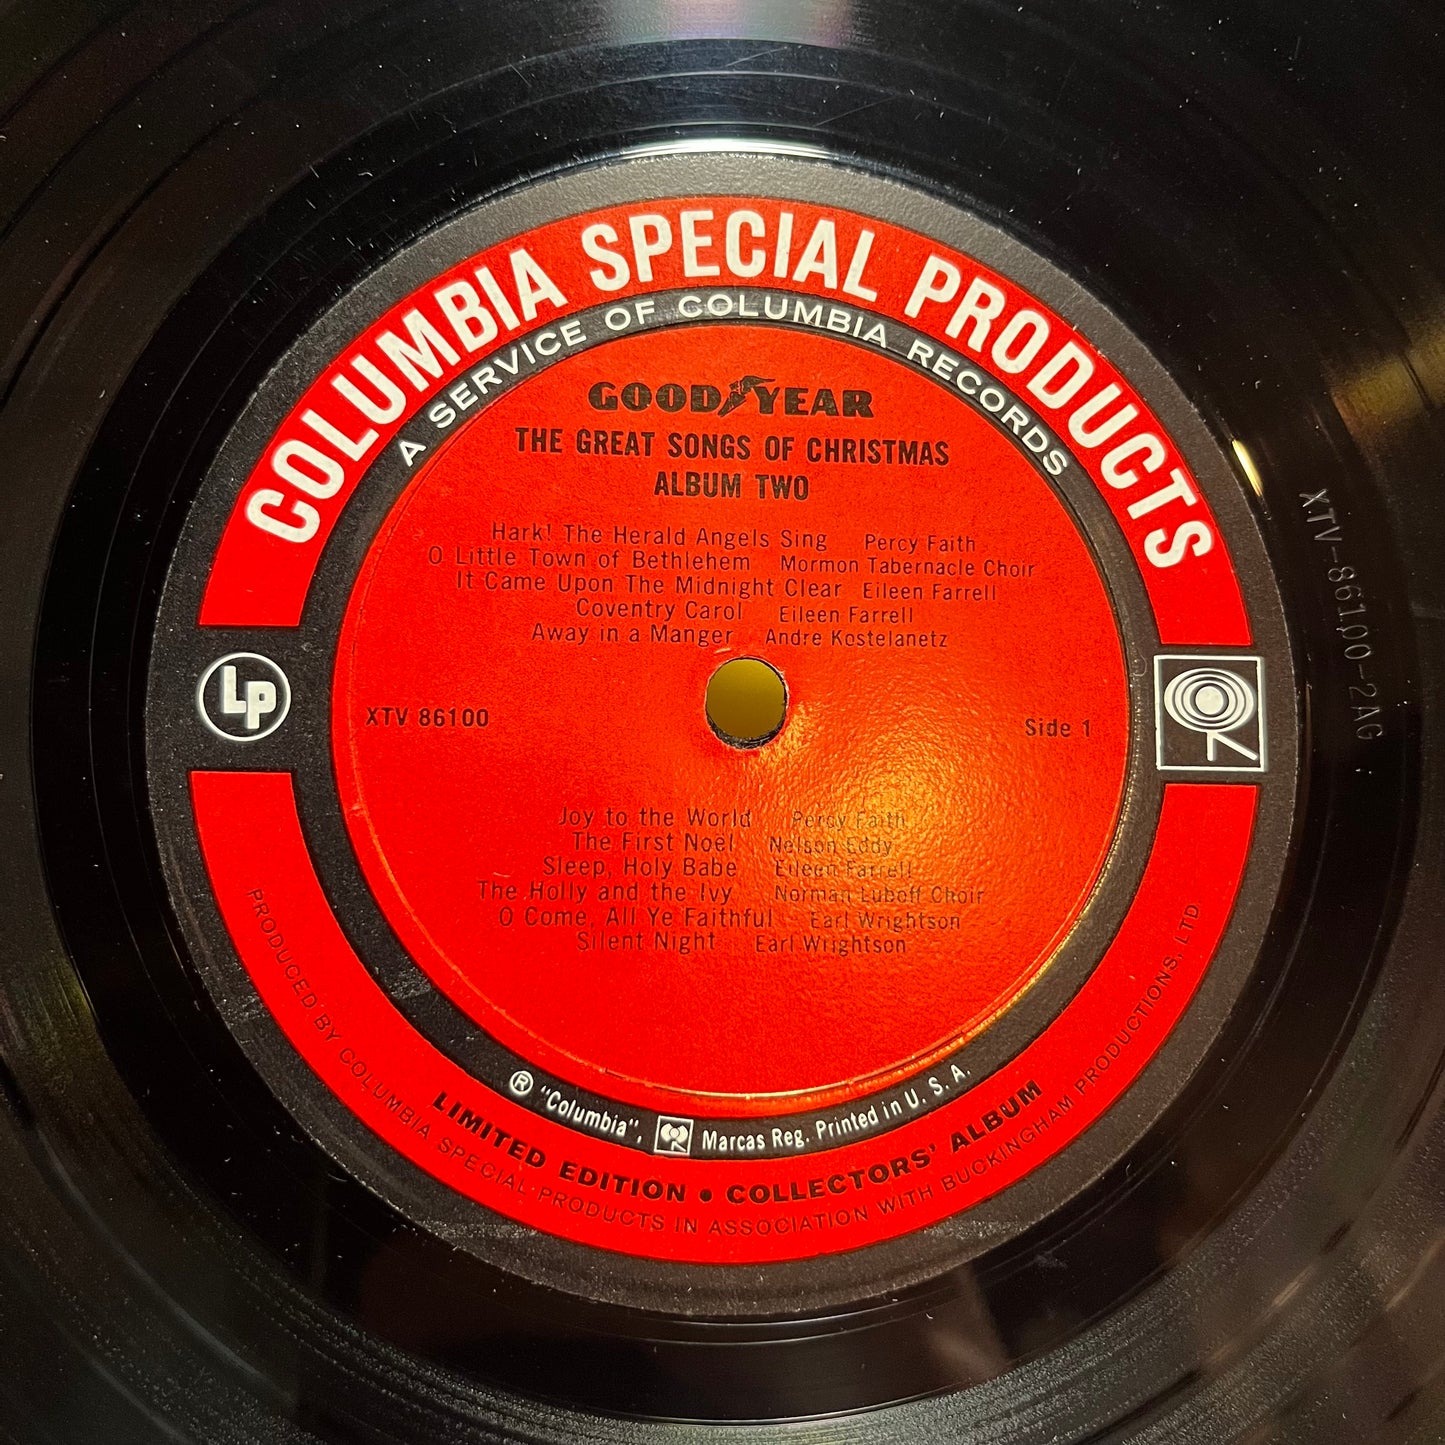 COLUMBIA SPECIAL PRODUCTS
A SERVICE OF COLUMBIA RECORDS
GOODYEAR
THE GREAT SONGS OF CHRISTMAS
ALBUM TWO
Hark! The Herald Angels Sing Percy Faith
O Little Town of Bethlehem Mormon Tabernacle Choir
It Came Upon The Midnight Clear Eileen Farrell
Coventry Carol Eileen Farrell
Away in a Manger Andre Kostelanetz
LP
XTV 86100
Side 1
XTV-86100-2AG
Joy to the World Percy Faith
The First Noël Nelson Eddy
Sleep, Holy Babe Eileen Farrell
The Holly and the Ivy Norman Luboff Choir
O Come, All Ye Faithful Earl Wrightson
Silent Night Earl Wrightson
® "Columbia", Marcas Reg. Printed in U. S. A.
LIMITED EDITION • COLLECTORS' ALBUM
PRODUCED BY COLUMBIA SPECIAL PRODUCTS IN ASSOCIATION WITH BUCKINGHAM PRODUCTIONS, LTD.